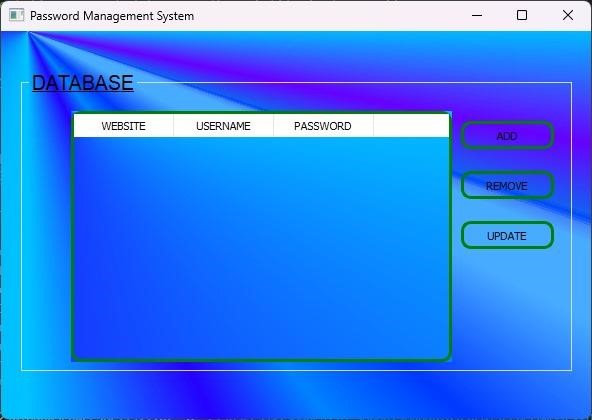 Password Management System
DATABASE
WEBSITE USERNAME PASSWORD
ADD
REMOVE
UPDATE